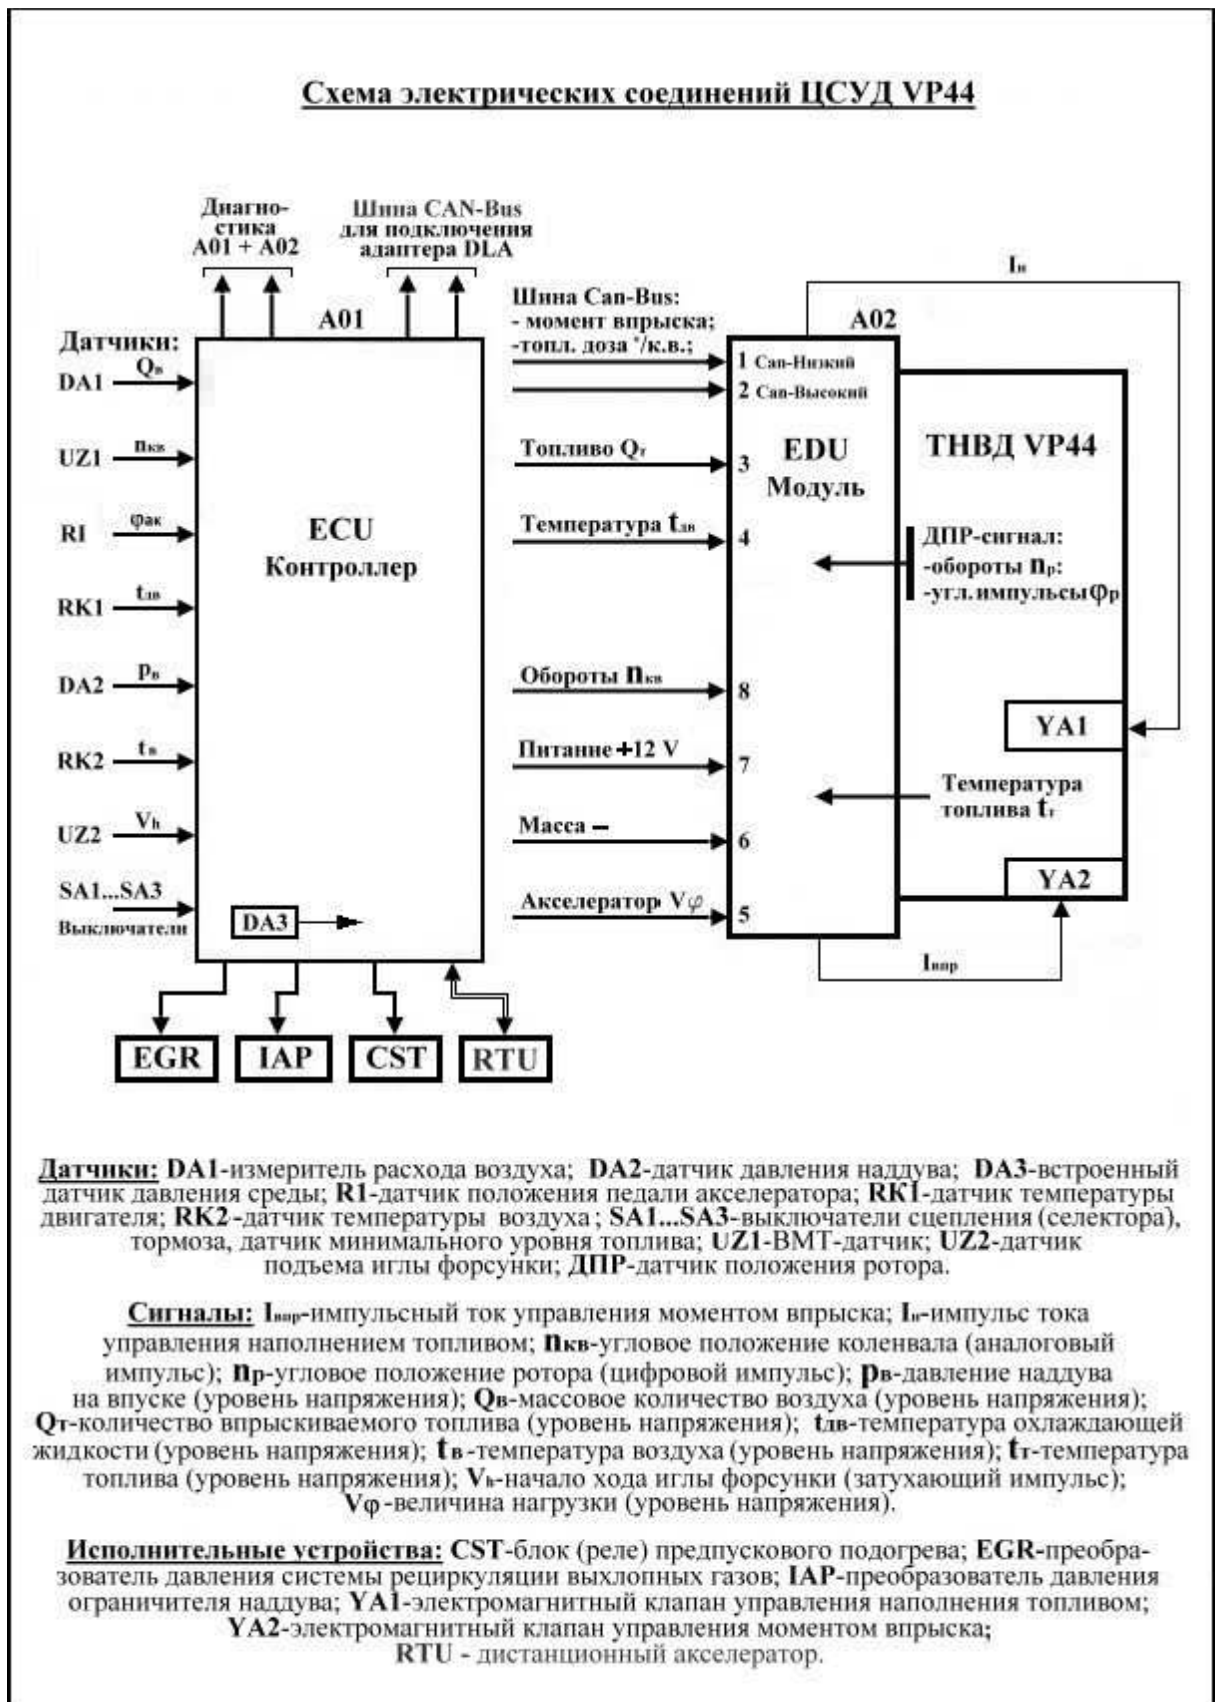 Схема электрических соединений ЦСУД VP44
Диагно-
стика
A01 + A02
Шина CAN-Bus
для подключения
адаптера DLA
Iн
A01
Шина Can-Bus:
- момент впрыска;
-топл. доза °/к.в.;
A02
Датчики:
DA1
Qв
UZ1
nкв
RI
φак
RK1
tдв
DA2
pв
RK2
tв
UZ2
Vh
SA1...SA3
Выключатели
ECU
Контроллер
DA3
1 Can-Низкий
2 Can-Высокий
EDU
Модуль
Топливо Qт
3
Температура tдв
4
Обороты nкв
8
Питание +12 V
7
Масса –
6
Акселератор Vφ
5
ТНВД VP44
ДПР-сигнал:
-обороты nр:
-угл.импульсы φр
YA1
Температура
топлива tт
YA2
Iвпр
EGR
IAP
CST
RTU
Датчики: DA1-измеритель расхода воздуха; DA2-датчик давления наддува; DA3-встроенный
датчик давления среды; R1-датчик положения педали акселератора; RK1-датчик температуры
двигателя; RK2-датчик температуры воздуха; SA1...SA3-выключатели сцепления (селектора),
тормоза, датчик минимального уровня топлива; UZ1-ВМТ-датчик; UZ2-датчик
подъема иглы форсунки; ДПР-датчик положения ротора.
Сигналы: Iвпр-импульсный ток управления моментом впрыска; Iн-импульс тока
управления наполнением топливом; nкв-угловое положение коленвала (аналоговый
импульс); nр-угловое положение ротора (цифровой импульс); pв-давление наддува
на впуске (уровень напряжения); Qв-массовое количество воздуха (уровень напряжения);
Qт-количество впрыскиваемого топлива (уровень напряжения); tдв-температура охлаждающей
жидкости (уровень напряжения); tв-температура воздуха (уровень напряжения); tт-температура
топлива (уровень напряжения); Vh-начало хода иглы форсунки (затухающий импульс);
Vφ-величина нагрузки (уровень напряжения).
Исполнительные устройства: CST-блок (реле) предпускового подогрева; EGR-преобра-
зователь давления системы рециркуляции выхлопных газов; IAP-преобразователь давления
ограничителя наддува; YA1-электромагнитный клапан управления наполнения топливом;
YA2-электромагнитный клапан управления моментом впрыска;
RTU - дистанционный акселератор.